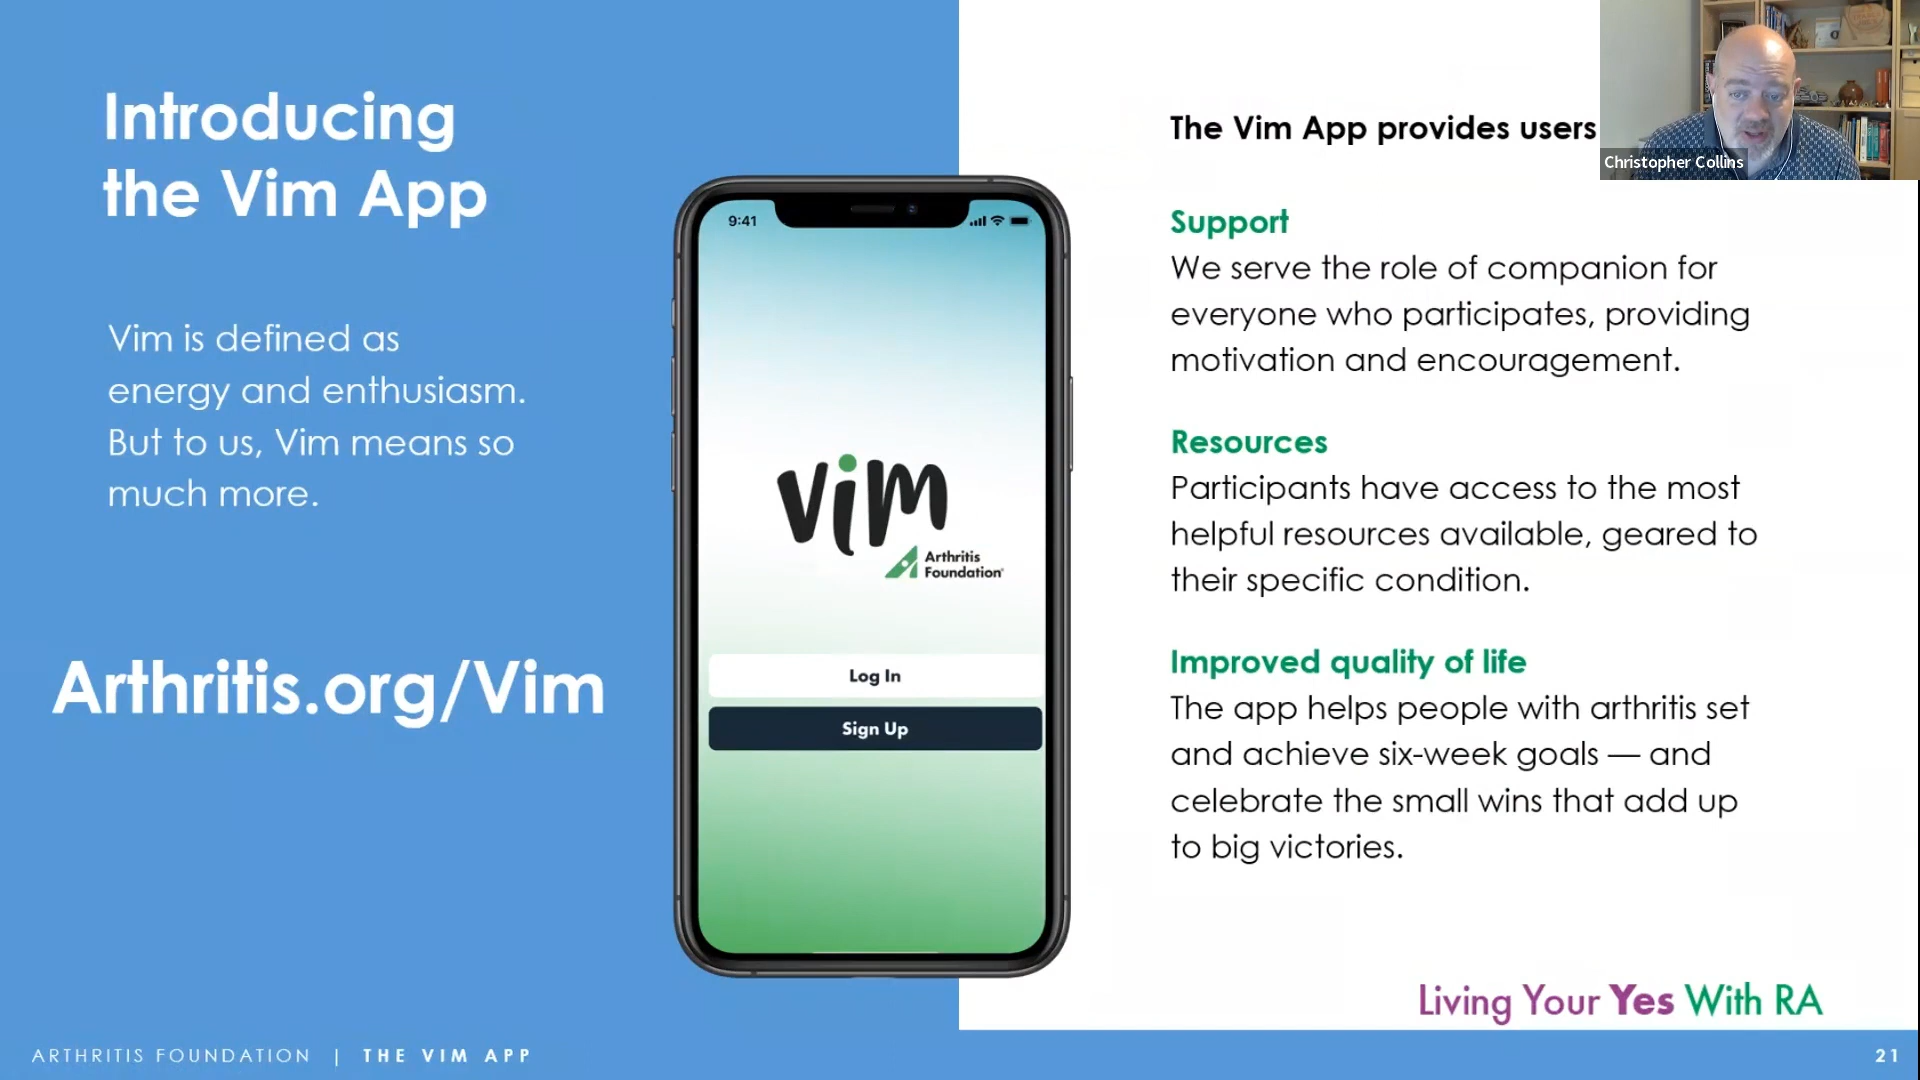 Introducing
the Vim App
Vim is defined as
energy and enthusiasm.
But to us, Vim means so
much more.
Arthritis.org/Vim
9:41
vim
Arthritis
Foundation®
Log In
Sign Up
The Vim App provides users
Christopher Collins
Support
We serve the role of companion for
everyone who participates, providing
motivation and encouragement.
Resources
Participants have access to the most
helpful resources available, geared to
their specific condition.
Improved quality of life
The app helps people with arthritis set
and achieve six-week goals — and
celebrate the small wins that add up
to big victories.
Living Your Yes With RA
ARTHRITIS FOUNDATION | THE VIM APP
21